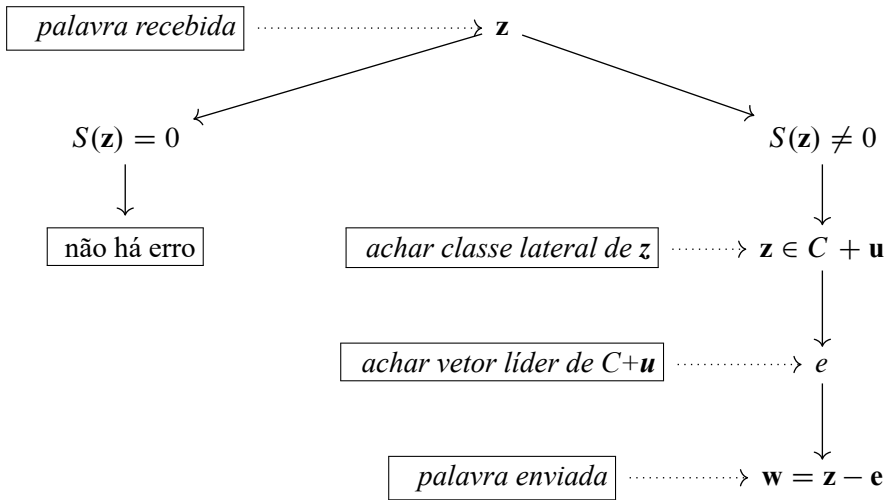 palavra recebida z
S(z) = 0 S(z) ≠ 0
não há erro achar classe lateral de z z ∈ C + u
achar vetor líder de C+u e
palavra enviada w = z − e